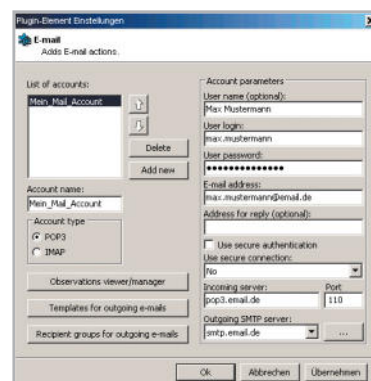 Plugin-Element Einstellungen
E-mail
Adds E-mail actions.
List of accounts:
Mein_Mail_Account
Delete
Add new
Account name:
Mein_Mail_Account
Account type
POP3
IMAP
Observations viewer/manager
Templates for outgoing e-mails
Recipient groups for outgoing e-mails
Account parameters
User name (optional):
Max Mustermann
User login:
max.mustermann
User password:
••••••••••••••
E-mail address:
max.mustermann@email.de
Address for reply (optional):
Use secure authentication
Use secure connection:
No
Incoming server: Port
pop3.email.de 110
Outgoing SMTP server:
smtp.email.de ...
Ok Abbrechen Übernehmen